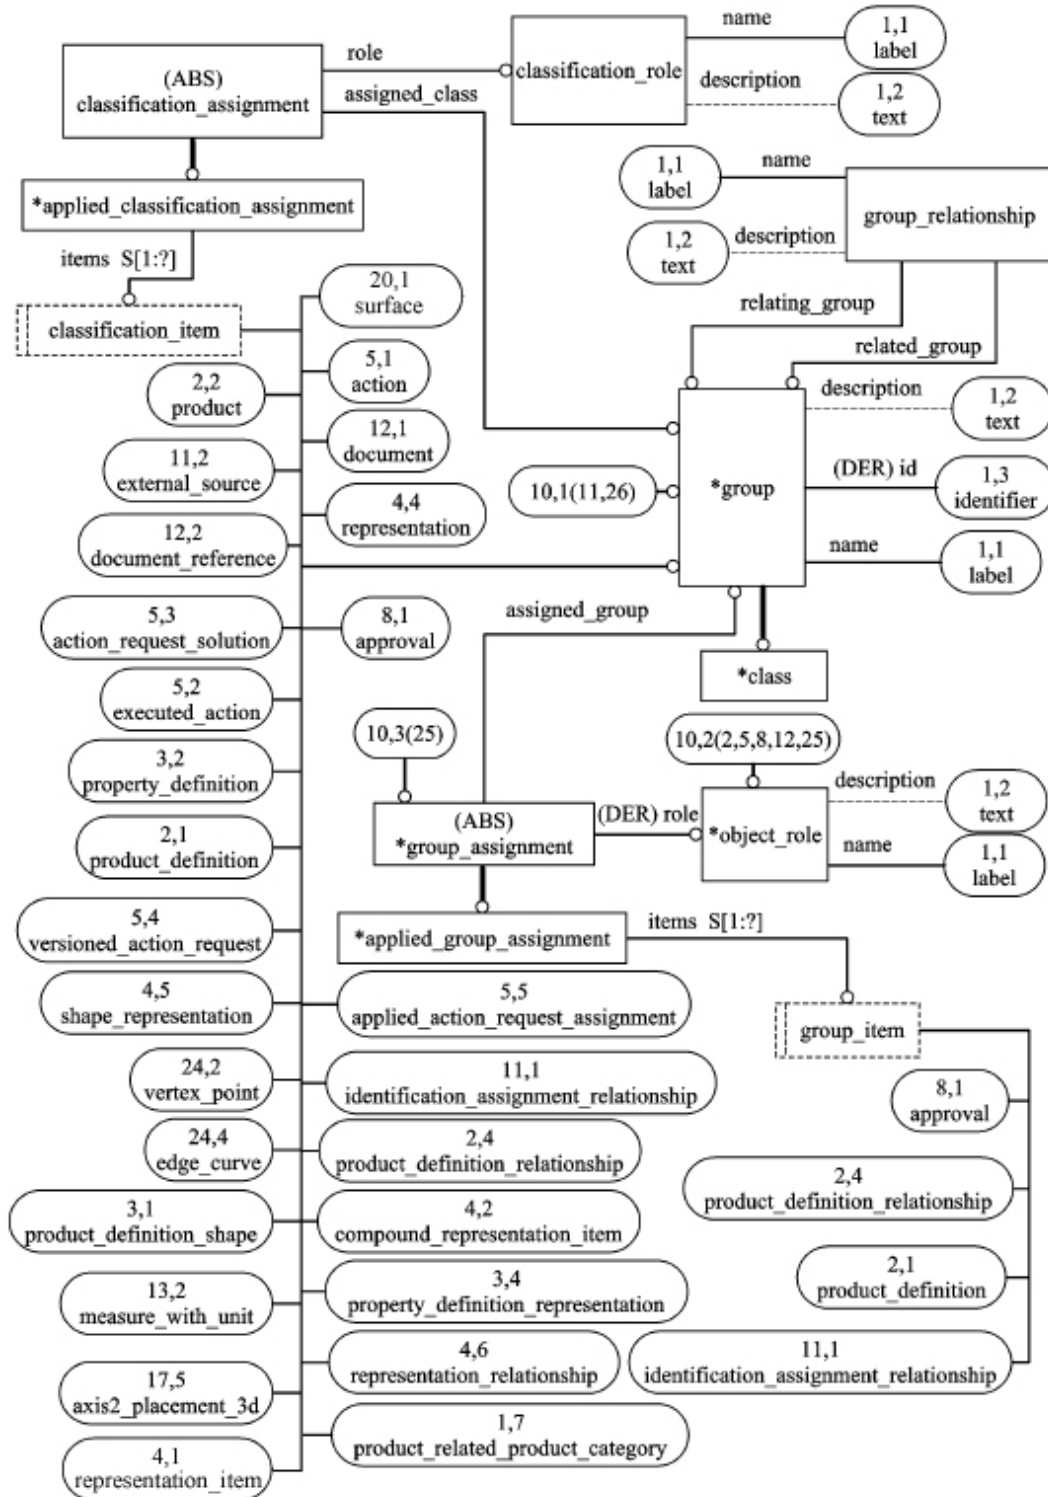 name
1,1
label
role
(ABS)
classification_assignment
classification_role
description
assigned_class
1,2
text
*applied_classification_assignment
1,1
label
name
group_relationship
1,2
text
description
items S[1:?]
relating_group
related_group
20,1
surface
classification_item
5,1
action
2,2
product
description
1,2
text
12,1
document
11,2
external_source
10,1(11,26)
*group
(DER) id
1,3
identifier
4,4
representation
12,2
document_reference
name
1,1
label
assigned_group
5,3
action_request_solution
8,1
approval
*class
5,2
executed_action
10,3(25)
10,2(2,5,8,12,25)
3,2
property_definition
description
1,2
text
(ABS)
*group_assignment
(DER) role
*object_role
name
1,1
label
2,1
product_definition
5,4
versioned_action_request
*applied_group_assignment
items S[1:?]
4,5
shape_representation
5,5
applied_action_request_assignment
group_item
24,2
vertex_point
11,1
identification_assignment_relationship
8,1
approval
24,4
edge_curve
2,4
product_definition_relationship
2,4
product_definition_relationship
3,1
product_definition_shape
4,2
compound_representation_item
2,1
product_definition
13,2
measure_with_unit
3,4
property_definition_representation
4,6
representation_relationship
11,1
identification_assignment_relationship
17,5
axis2_placement_3d
1,7
product_related_product_category
4,1
representation_item